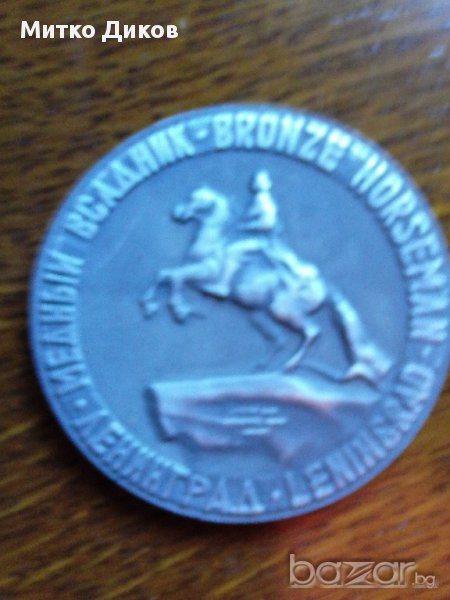 Митко Диков
"МЕДНЫЙ ВСАДНИК" · "BRONZE HORSEMAN" · ЛЕНИНГРАД · LENINGRAD ·
bazar.bg